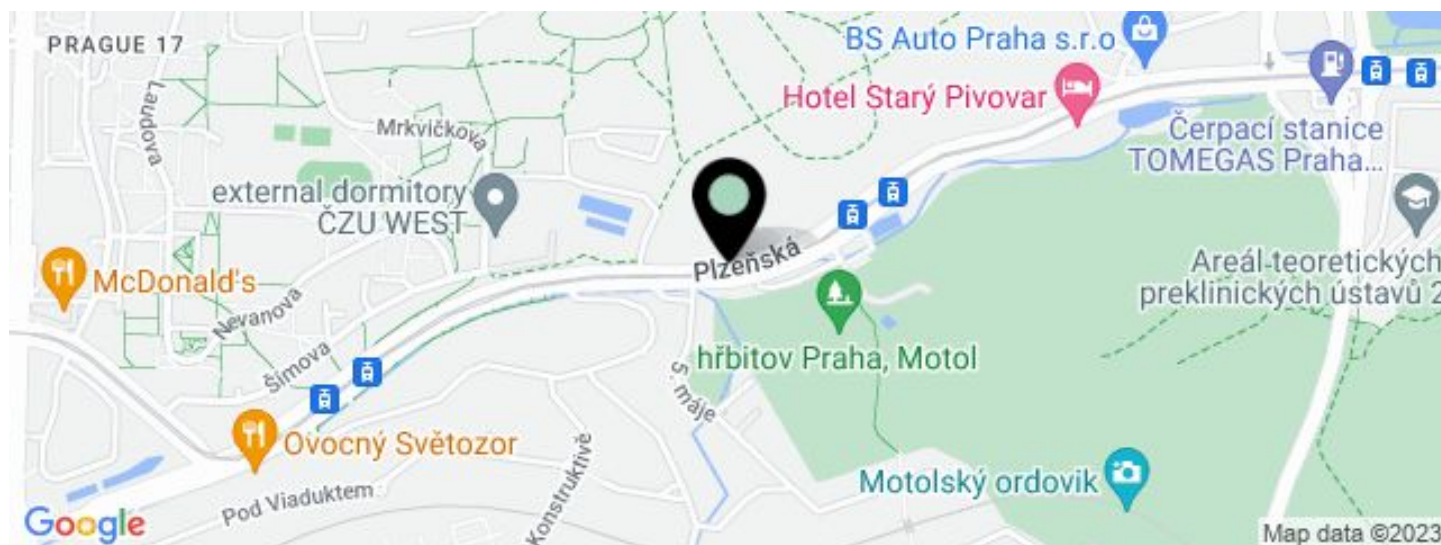 PRAGUE 17
BS Auto Praha s.r.o
Laudova
Hotel Starý Pivovar
Mrkvičkova
Čerpací stanice
TOMEGAS Praha...
external dormitory
ČZU WEST
Plzeňská
McDonald's
Areál teoretických
preklinických ústavů 2
Nevanova
Šímova
hřbitov Praha, Motol
5. máje
Ovocný Světozor
Konstruktivě
Motolský ordovik
Pod Viaduktem
Google
Map data ©2023